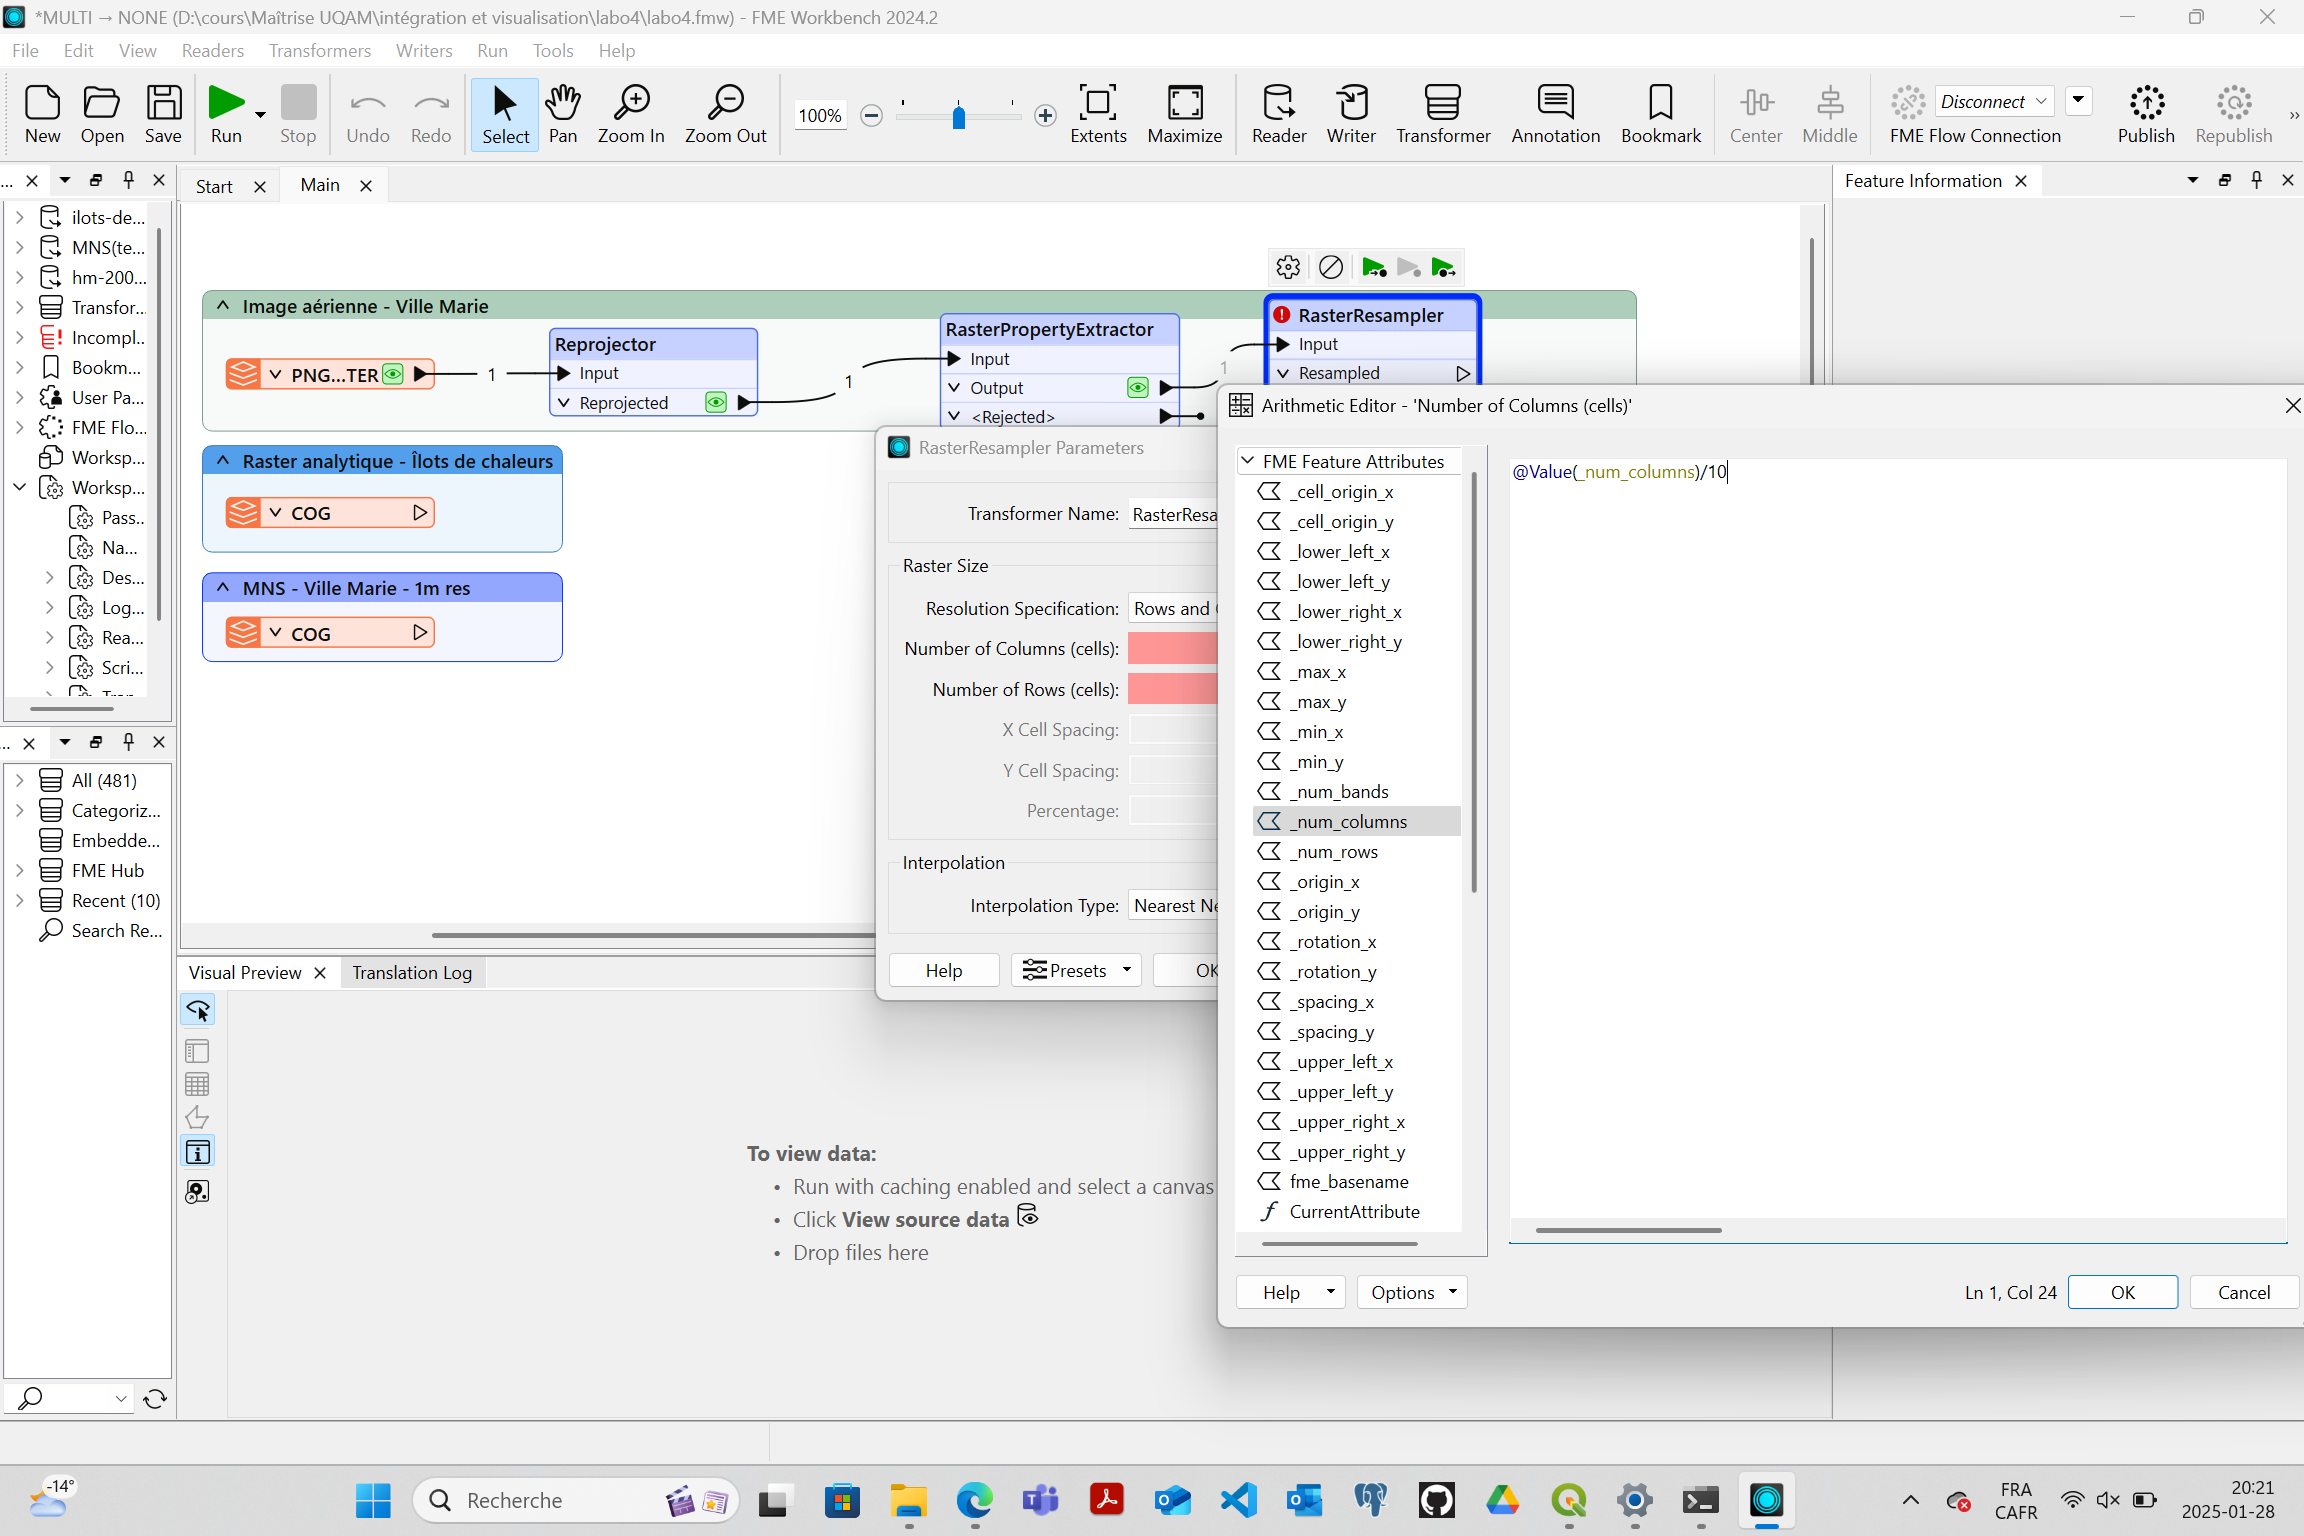 *MULTI → NONE (D:\cours\Maîtrise UQAM\intégration et visualisation\labo4\labo4.fmw) - FME Workbench 2024.2
File Edit View Readers Transformers Writers Run Tools Help
New Open Save Run Stop Undo Redo Select Pan Zoom In Zoom Out 100% Extents Maximize Reader Writer Transformer Annotation Bookmark Center Middle Disconnect FME Flow Connection Publish Republish »
...
ilots-de...
MNS(te...
hm-200...
Transfor...
Incompl...
Bookm...
User Pa...
FME Flo...
Worksp...
Worksp...
Pass...
Na...
Des...
Log...
Rea...
Scri...
...
All (481)
Categoriz...
Embedde...
FME Hub
Recent (10)
Search Re...
Start
Main
Image aérienne - Ville Marie
PNG...TER
1
Reprojector
Input
Reprojected
1
RasterPropertyExtractor
Input
Output
<Rejected>
1
RasterResampler
Input
Resampled
Raster analytique - Îlots de chaleurs
COG
MNS - Ville Marie - 1m res
COG
Feature Information
RasterResampler Parameters
Transformer Name: RasterResa
Raster Size
Resolution Specification: Rows and
Number of Columns (cells):
Number of Rows (cells):
X Cell Spacing:
Y Cell Spacing:
Percentage:
Interpolation
Interpolation Type: Nearest Ne
Help Presets OK
Arithmetic Editor - 'Number of Columns (cells)'
FME Feature Attributes
_cell_origin_x
_cell_origin_y
_lower_left_x
_lower_left_y
_lower_right_x
_lower_right_y
_max_x
_max_y
_min_x
_min_y
_num_bands
_num_columns
_num_rows
_origin_x
_origin_y
_rotation_x
_rotation_y
_spacing_x
_spacing_y
_upper_left_x
_upper_left_y
_upper_right_x
_upper_right_y
fme_basename
CurrentAttribute
@Value(_num_columns)/10
Help Options Ln 1, Col 24 OK Cancel
Visual Preview
Translation Log
To view data:
• Run with caching enabled and select a canvas
• Click View source data
• Drop files here
-14°
Recherche
FRA
CAFR
20:21
2025-01-28